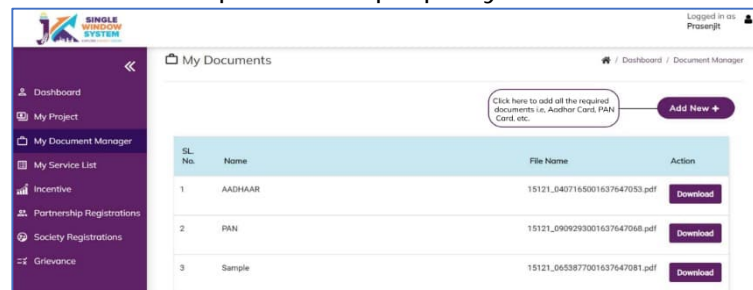 SINGLE
WINDOW
SYSTEM
Logged in as
Prasenjit
My Documents
/ Dashboard / Document Manager
Dashboard
My Project
My Document Manager
My Service List
Incentive
Partnership Registrations
Society Registrations
Grievance
Click here to add all the required
documents i.e, Aadhar Card, PAN
Card, etc.
Add New +
SL.
No. Name File Name Action
1 AADHAAR 15121_0407165001637647053.pdf Download
2 PAN 15121_0909293001637647068.pdf Download
3 Sample 15121_0653877001637647081.pdf Download